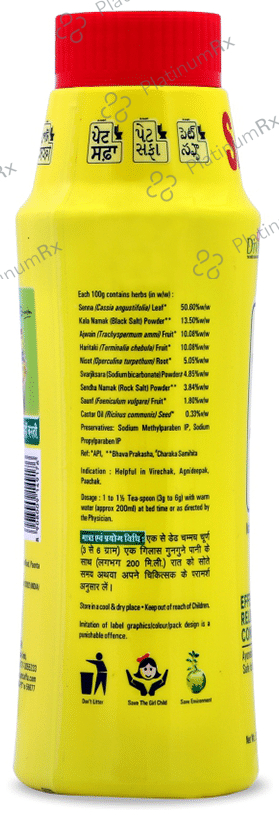 PlatinumRx
ਪੇਟ ਸਫ਼ਾ
પેટ સફા
Each 100g contains herbs (in w/w) :
Senna (Cassia angustifolia) Leaf* 50.60%w/w
Kala Namak (Black Salt) Powder** 13.50%w/w
Ajwain (Trachyspermum ammi) Fruit* 10.08%w/w
Haritaki (Terminalia chebula) Fruit* 10.08%w/w
Nisot (Operculina turpethum) Root* 5.05%w/w
Svarjiksara (Sodium bicarbonate) Powder# 4.85%w/w
Sendha Namak (Rock Salt) Powder** 3.84%w/w
Saunf (Foeniculum vulgare) Fruit* 1.80%w/w
Castor Oil (Ricinus communis) Seed* 0.33%w/w
Preservatives: Sodium Methylparaben IP, Sodium
Propylparaben IP
Ref: *APL, **Bhava Prakasha, #Charaka Samhita
Indication : Helpful in Virechak, Agnideepak,
Paachak.
Dosage : 1 to 1½ Tea-spoon (3g to 6g) with warm
water (approx 200ml) at bed time or as directed by
the Physician.
मात्रा एवं प्रयोग विधि : एक से डेढ चम्मच चूर्ण
(3 से 6 ग्राम) एक गिलास गुनगुने पानी के
साथ (लगभग 200 मि.ली.) रात को सोते
समय अथवा अपने चिकित्सक के परामर्श
अनुसार लें।
Store in a cool & dry place • Keep out of reach of Children.
Imitation of label graphics/colour/pack design is a
punishable offence.
Don't Litter
Save The Girl Child
Save Environment